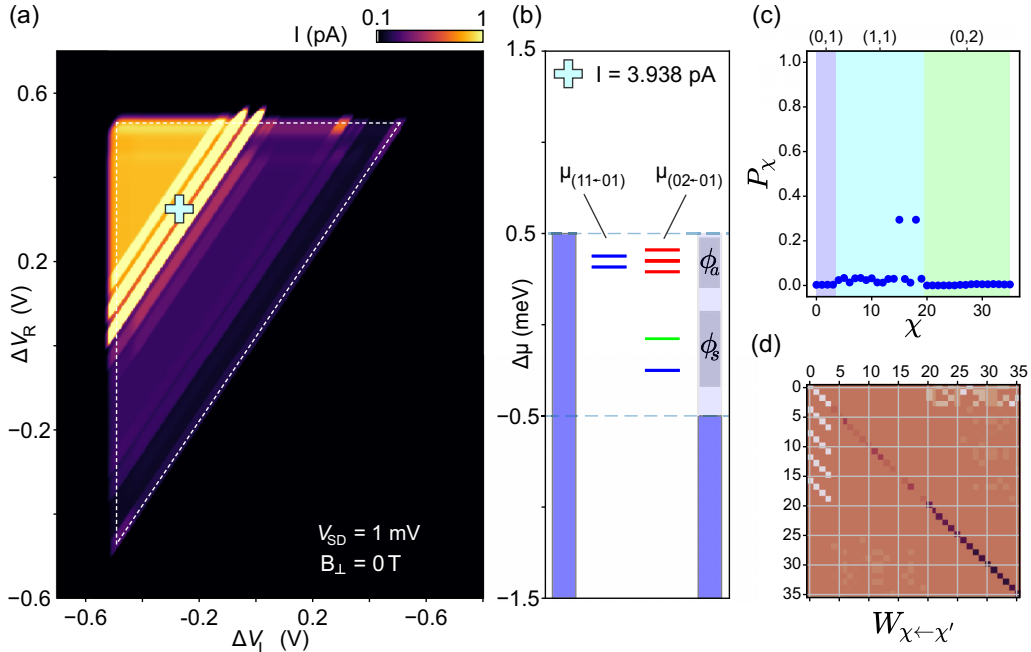 (a)
I (pA)
0.1
1
0.6
0.2
−0.2
−0.6
ΔV_R (V)
−0.6
−0.2
−0.2
−0.6
ΔV_L (V)
V_SD = 1 mV
B_⊥ = 0 T
(b)
1.5
0.5
−0.5
−1.5
Δμ (meV)
I = 3.938 pA
μ_(11←01)
μ_(02←01)
ϕ_a
ϕ_s
(c)
(0,1)
(1,1)
(0,2)
1.0
0.8
0.6
0.4
0.2
0.0
P_χ
0
10
20
30
χ
(d)
0
5
10
15
20
25
30
35
0
5
10
15
20
25
30
35
W_χ←χ′